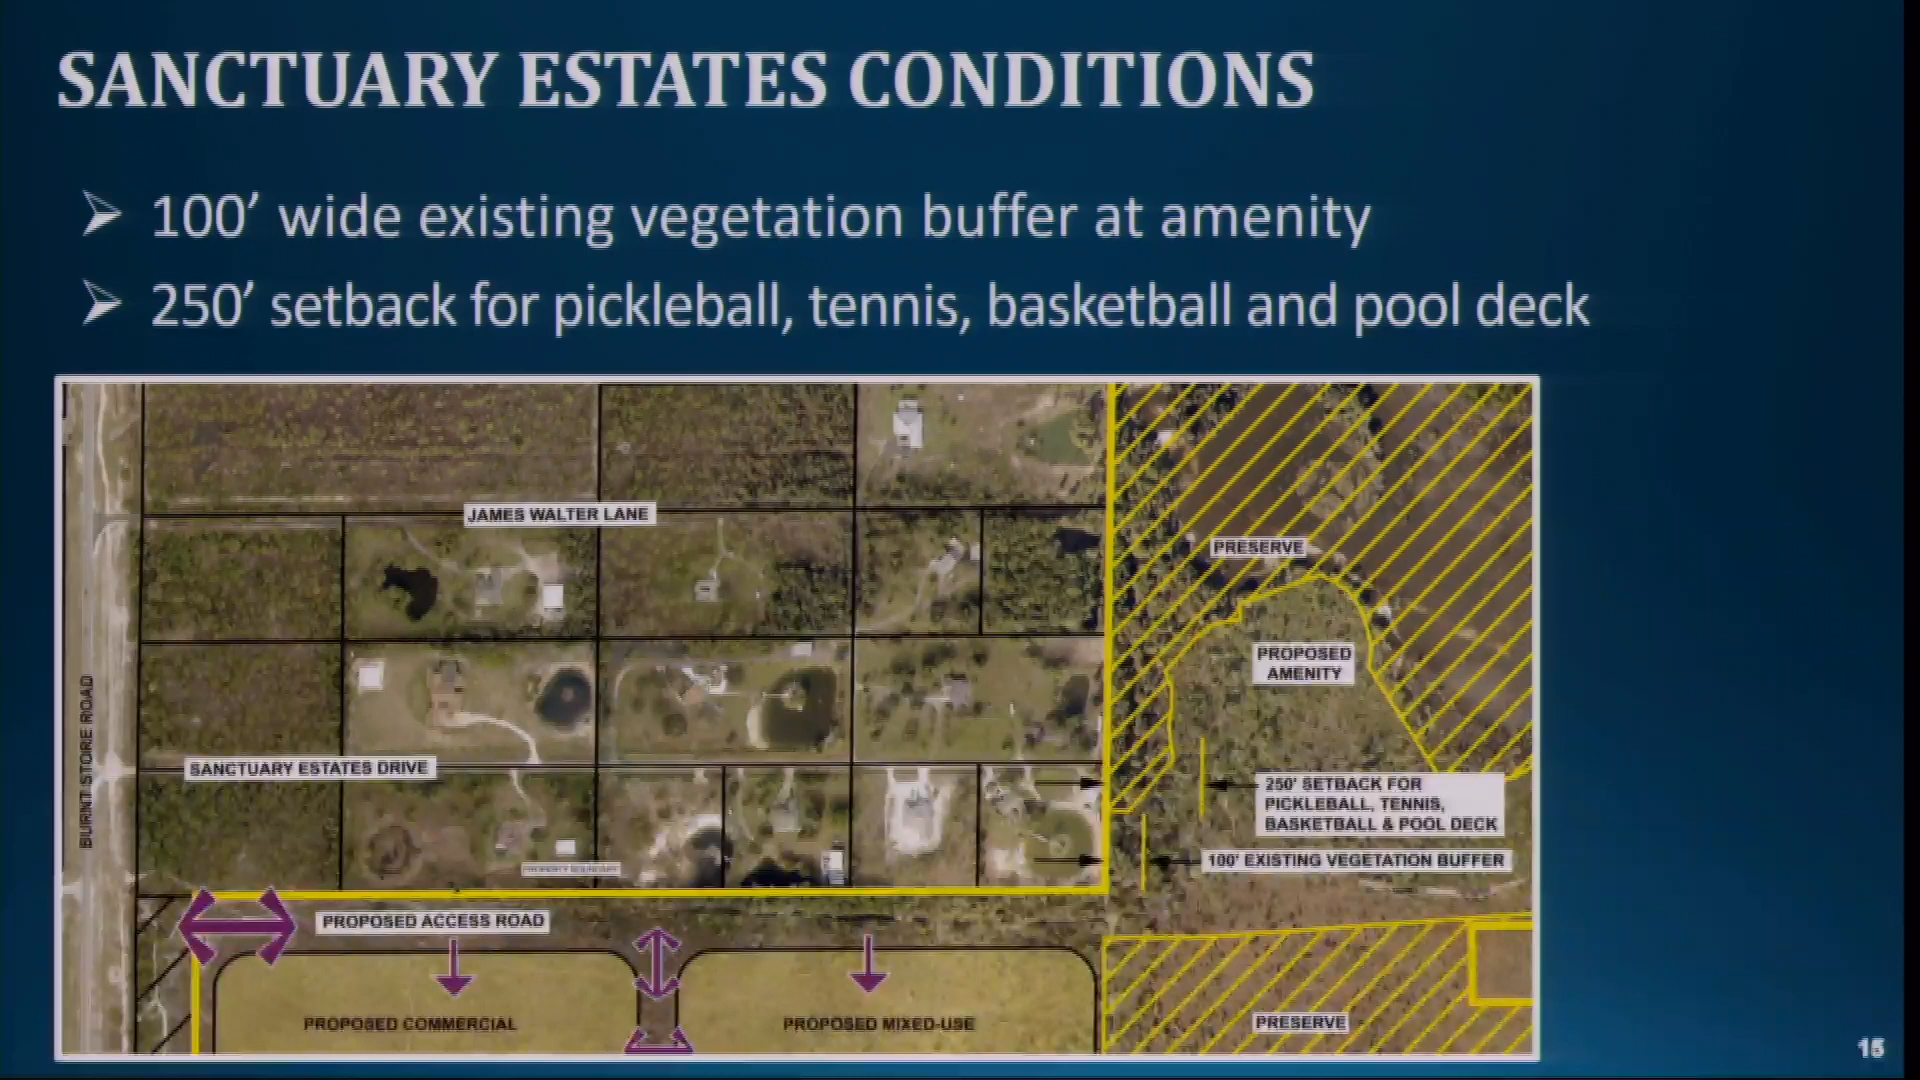 SANCTUARY ESTATES CONDITIONS
100’ wide existing vegetation buffer at amenity
250’ setback for pickleball, tennis, basketball and pool deck
JAMES WALTER LANE
PRESERVE
PROPOSED
AMENITY
BURNT STORE ROAD
SANCTUARY ESTATES DRIVE
250' SETBACK FOR
PICKLEBALL, TENNIS,
BASKETBALL & POOL DECK
100' EXISTING VEGETATION BUFFER
PROPOSED ACCESS ROAD
PROPOSED COMMERCIAL
PROPOSED MIXED-USE
PRESERVE
15